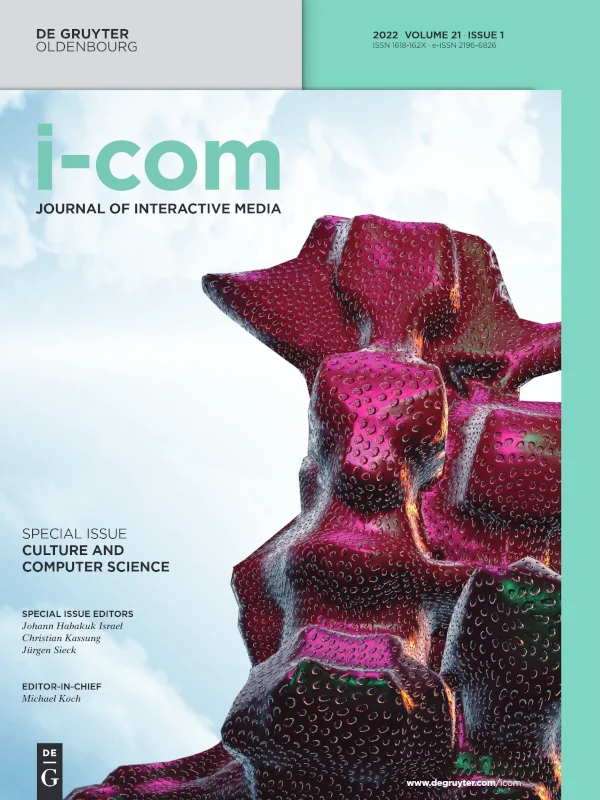 DE GRUYTER
OLDENBOURG
2022 · VOLUME 21 · ISSUE 1
ISSN 1618-162X · e-ISSN 2196-6826
i-com
JOURNAL OF INTERACTIVE MEDIA
SPECIAL ISSUE
CULTURE AND
COMPUTER SCIENCE
SPECIAL ISSUE EDITORS
Johann Habakuk Israel
Christian Kassung
Jürgen Sieck
EDITOR-IN-CHIEF
Michael Koch
DE
G
www.degruyter.com/icom